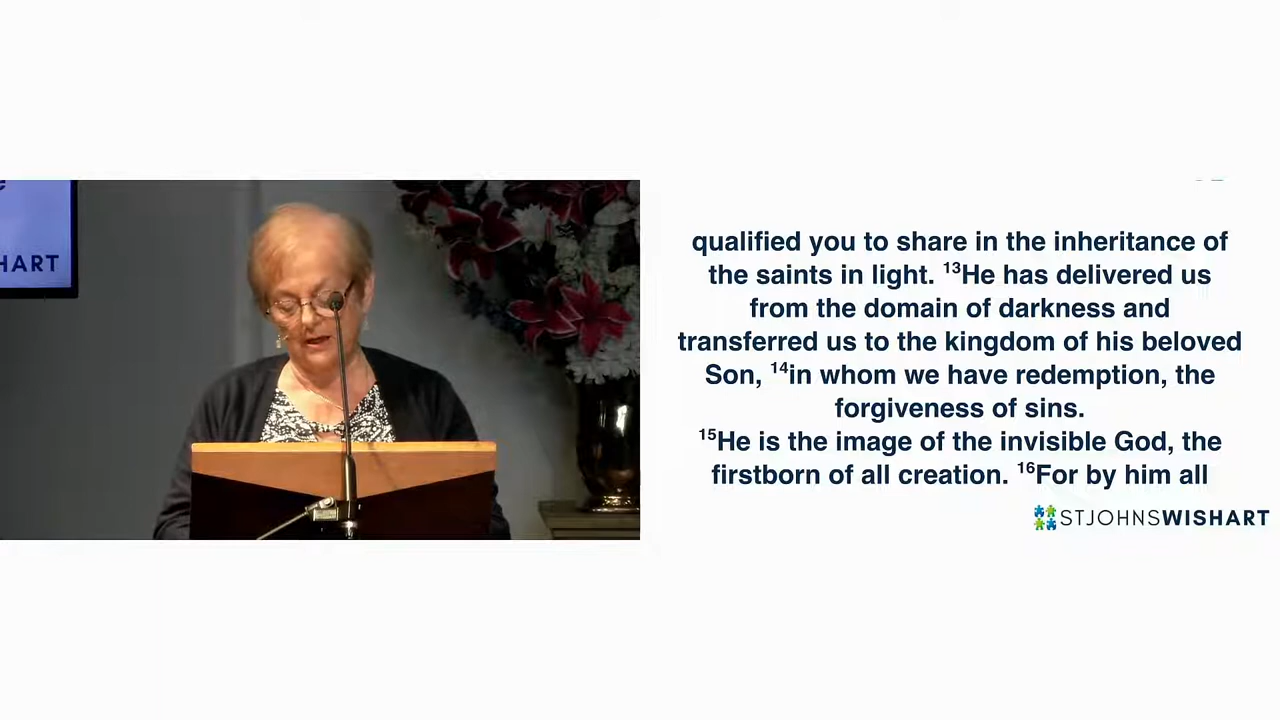 HART
qualified you to share in the inheritance of
the saints in light. ¹³He has delivered us
from the domain of darkness and
transferred us to the kingdom of his beloved
Son, ¹⁴in whom we have redemption, the
forgiveness of sins.
¹⁵He is the image of the invisible God, the
firstborn of all creation. ¹⁶For by him all
STJOHNSWISHART